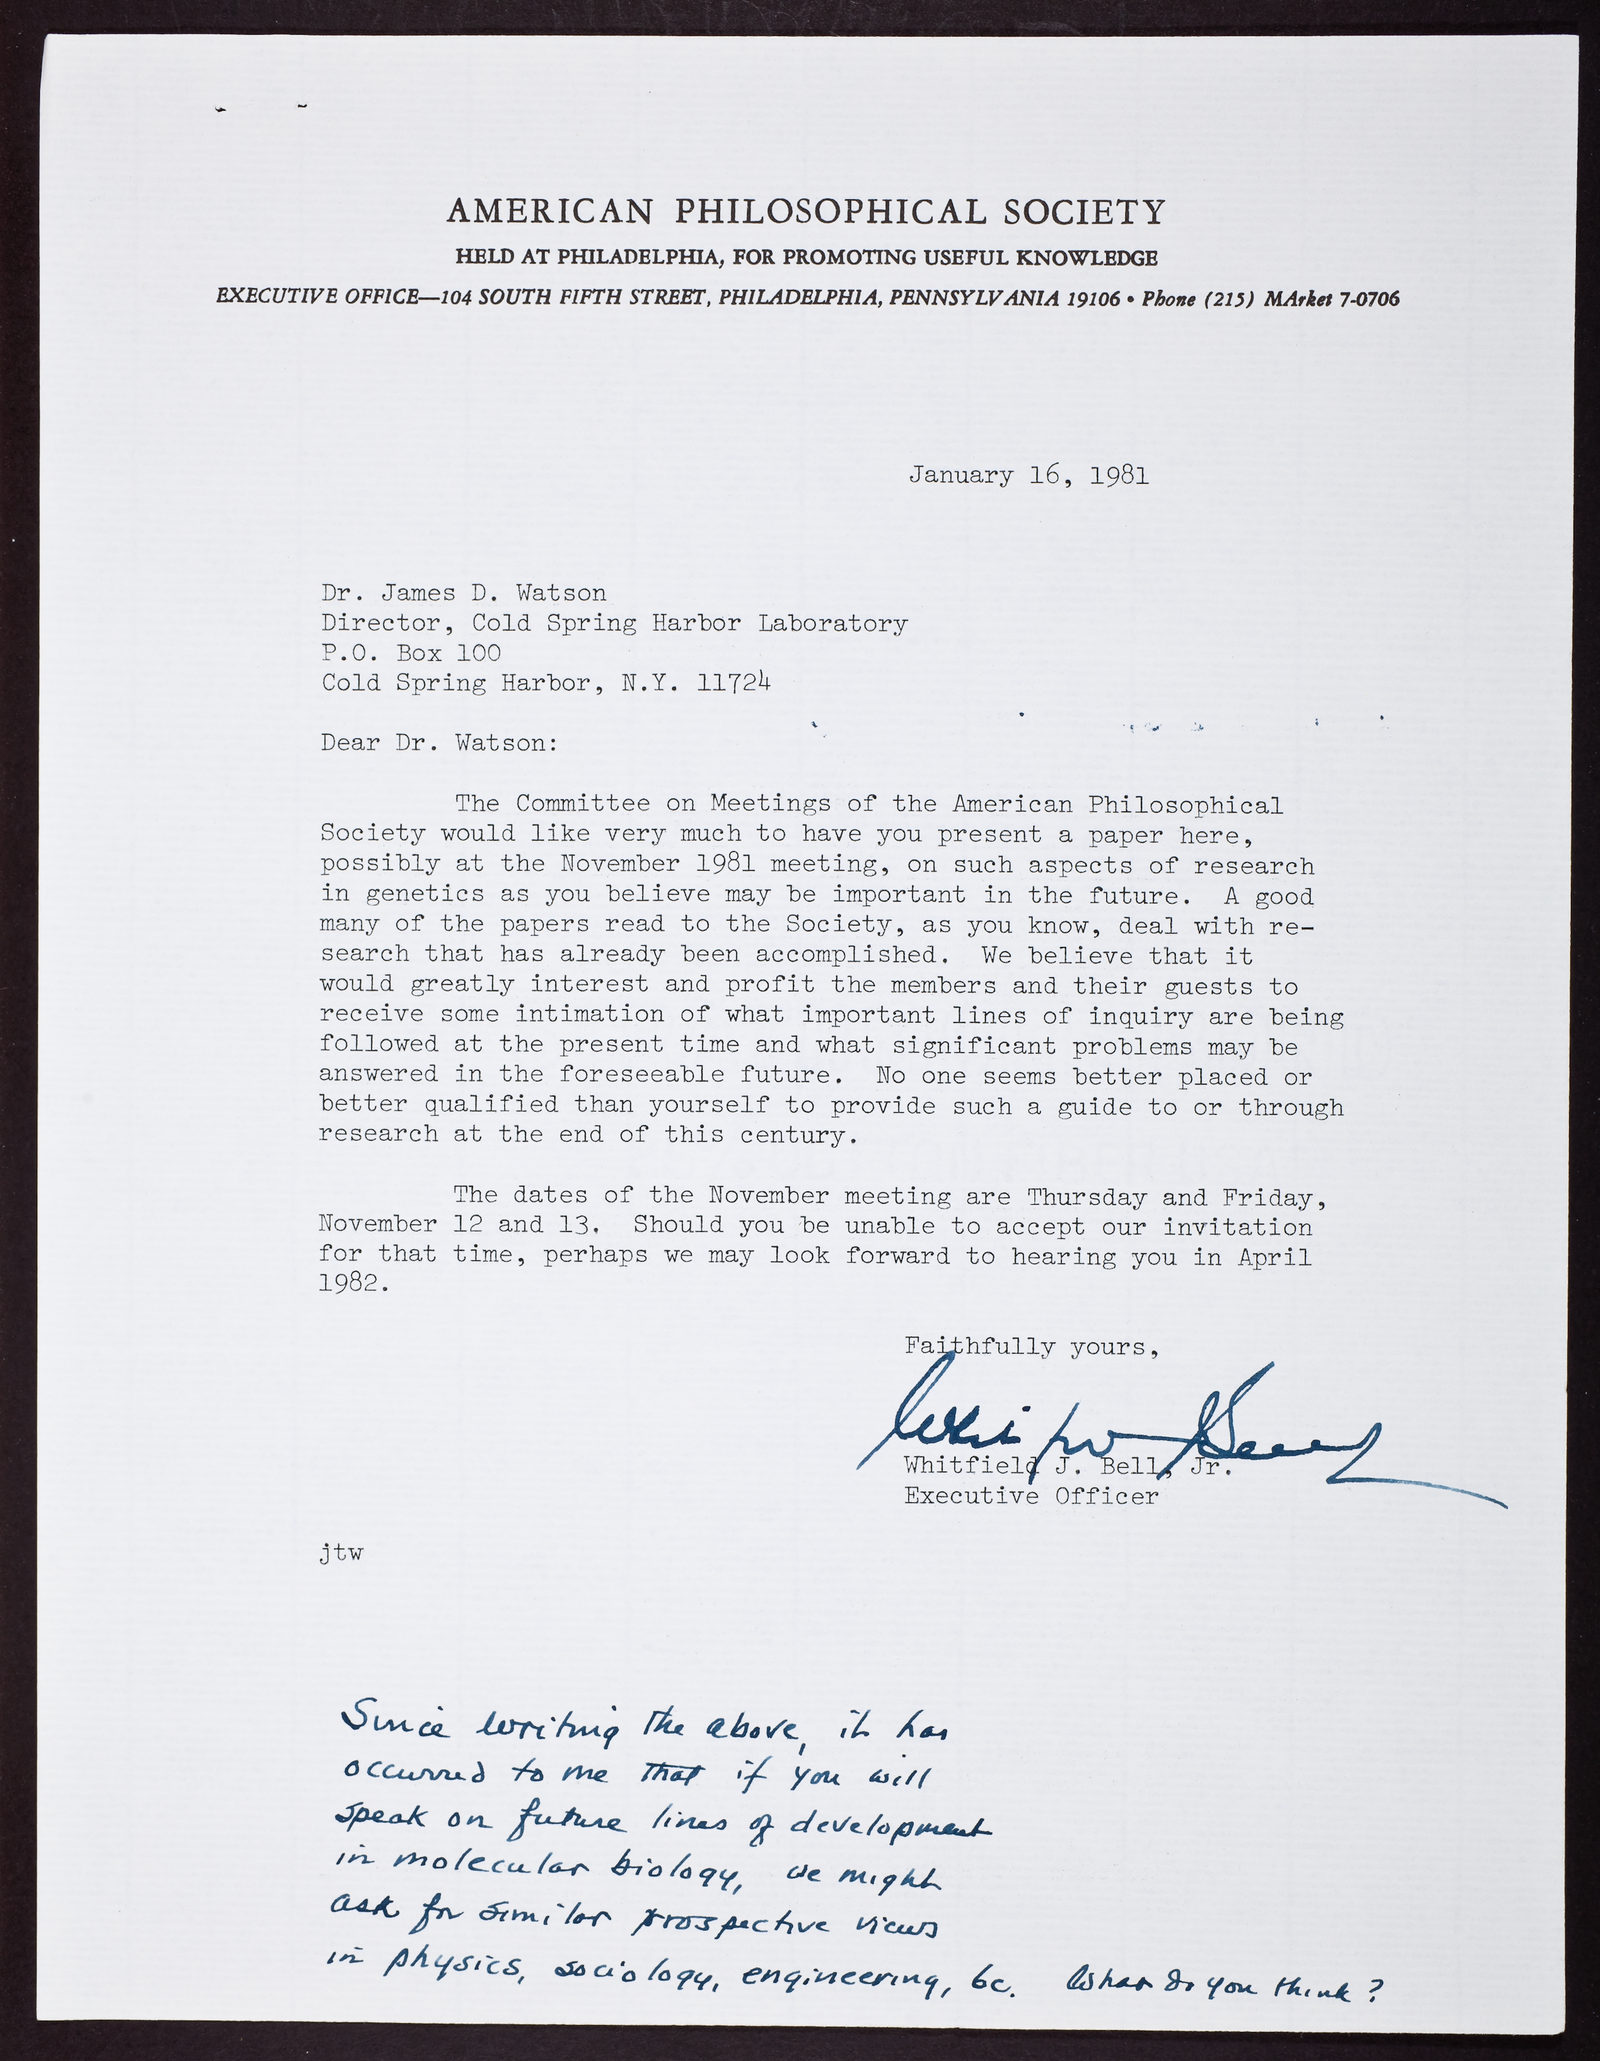 AMERICAN PHILOSOPHICAL SOCIETY
HELD AT PHILADELPHIA, FOR PROMOTING USEFUL KNOWLEDGE
EXECUTIVE OFFICE—104 SOUTH FIFTH STREET, PHILADELPHIA, PENNSYLVANIA 19106 • Phone (215) MArket 7-0706
January 16, 1981
Dr. James D. Watson
Director, Cold Spring Harbor Laboratory
P.O. Box 100
Cold Spring Harbor, N.Y. 11724
Dear Dr. Watson:
The Committee on Meetings of the American Philosophical
Society would like very much to have you present a paper here,
possibly at the November 1981 meeting, on such aspects of research
in genetics as you believe may be important in the future. A good
many of the papers read to the Society, as you know, deal with re-
search that has already been accomplished. We believe that it
would greatly interest and profit the members and their guests to
receive some intimation of what important lines of inquiry are being
followed at the present time and what significant problems may be
answered in the foreseeable future. No one seems better placed or
better qualified than yourself to provide such a guide to or through
research at the end of this century.
The dates of the November meeting are Thursday and Friday,
November 12 and 13. Should you be unable to accept our invitation
for that time, perhaps we may look forward to hearing you in April
1982.
Faithfully yours,
Whitfield J. Bell, Jr.
Executive Officer
jtw
Since writing the above, it has
occurred to me that if you will
speak on future lines of development
in molecular biology, we might
ask for similar prospective views
in physics, sociology, engineering, &c. What do you think?